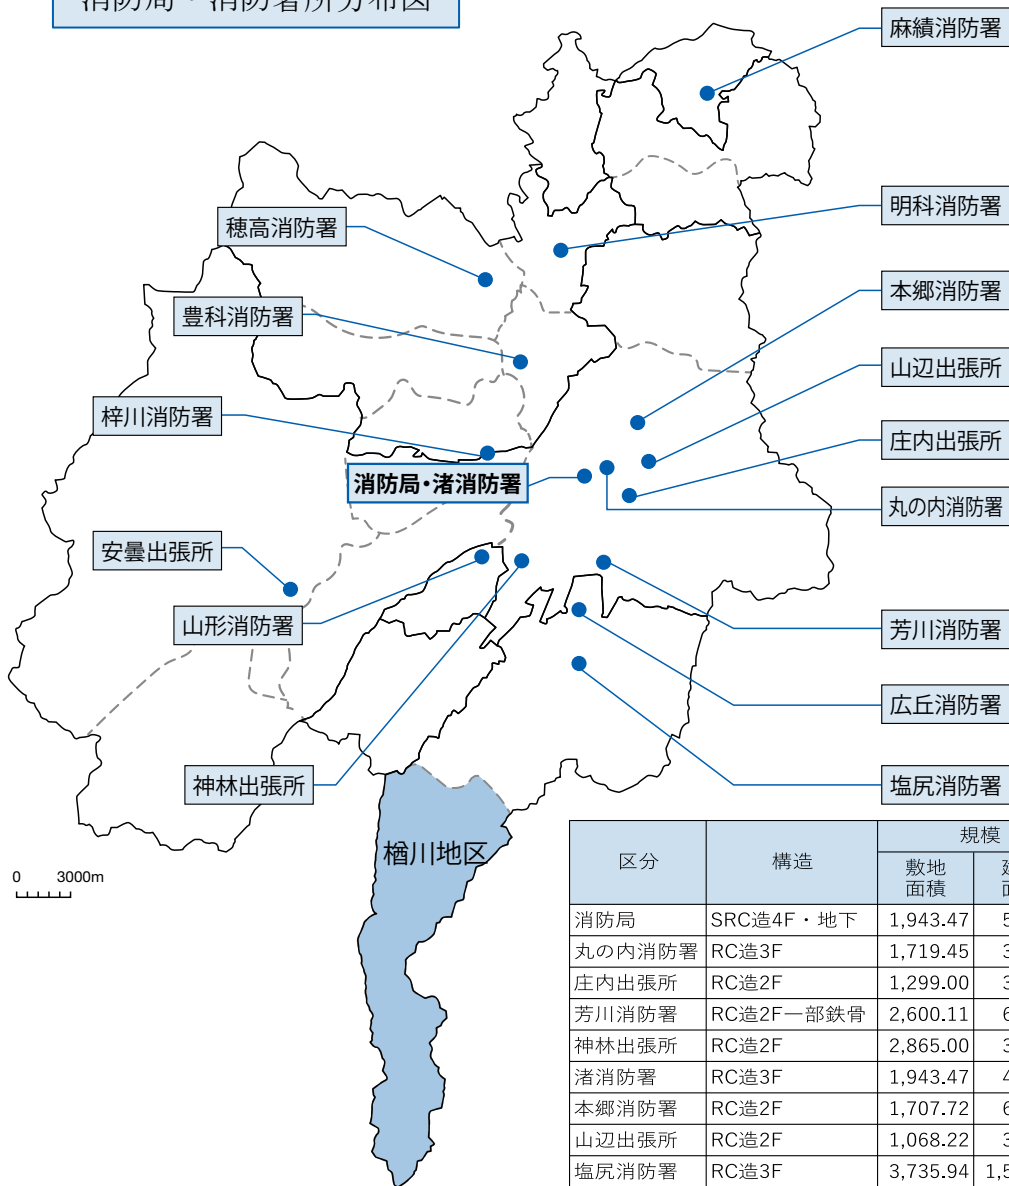 消防局・消防署所分布図
麻績消防署
明科消防署
穂高消防署
本郷消防署
豊科消防署
山辺出張所
梓川消防署
庄内出張所
消防局・渚消防署
丸の内消防署
安曇出張所
山形消防署
芳川消防署
広丘消防署
神林出張所
塩尻消防署
楢川地区
0 3000m
区分 構造 規模
敷地
面積
消防局 SRC造4F・地下 1,943.47 5
丸の内消防署 RC造3F 1,719.45 3
庄内出張所 RC造2F 1,299.00 3
芳川消防署 RC造2F一部鉄骨 2,600.11 6
神林出張所 RC造2F 2,865.00 3
渚消防署 RC造3F 1,943.47 4
本郷消防署 RC造2F 1,707.72 6
山辺出張所 RC造2F 1,068.22 3
塩尻消防署 RC造3F 3,735.94 1,5